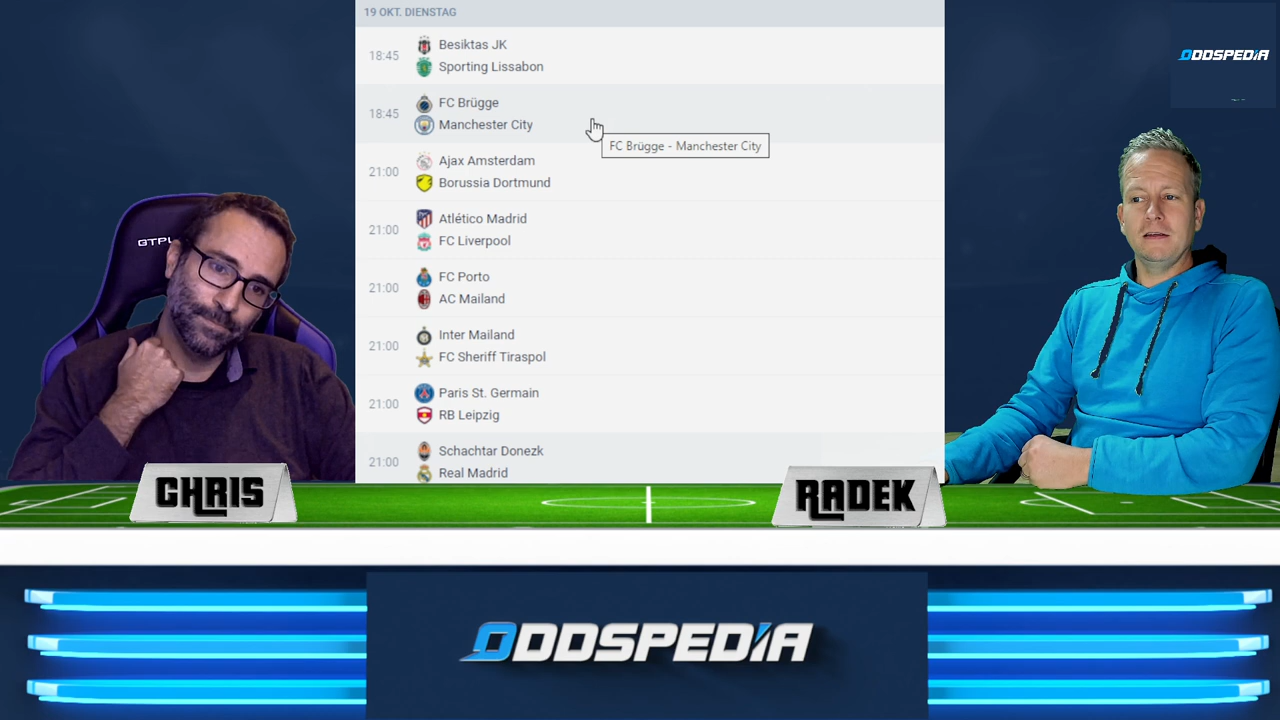 19 OKT. DIENSTAG
18:45
Besiktas JK
Sporting Lissabon
18:45
FC Brügge
Manchester City
FC Brügge - Manchester City
21:00
Ajax Amsterdam
Borussia Dortmund
21:00
Atlético Madrid
FC Liverpool
21:00
FC Porto
AC Mailand
21:00
Inter Mailand
FC Sheriff Tiraspol
21:00
Paris St. Germain
RB Leipzig
21:00
Schachtar Donezk
Real Madrid
ODDSPEDIA
CHRIS
RADEK
ODDSPEDIA